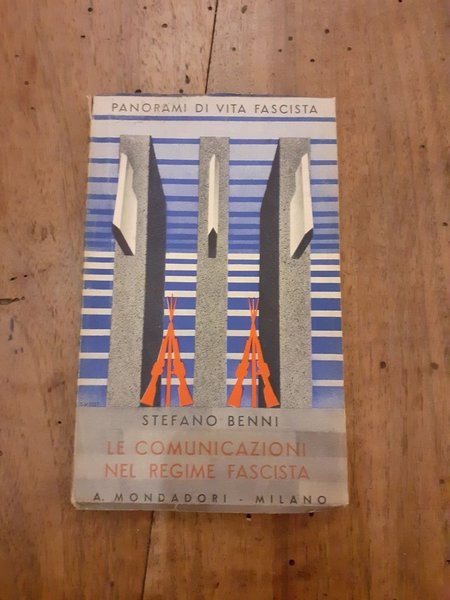 PANORAMI DI VITA FASCISTA
STEFANO BENNI
LE COMUNICAZIONI
NEL REGIME FASCISTA
A. MONDADORI - MILANO